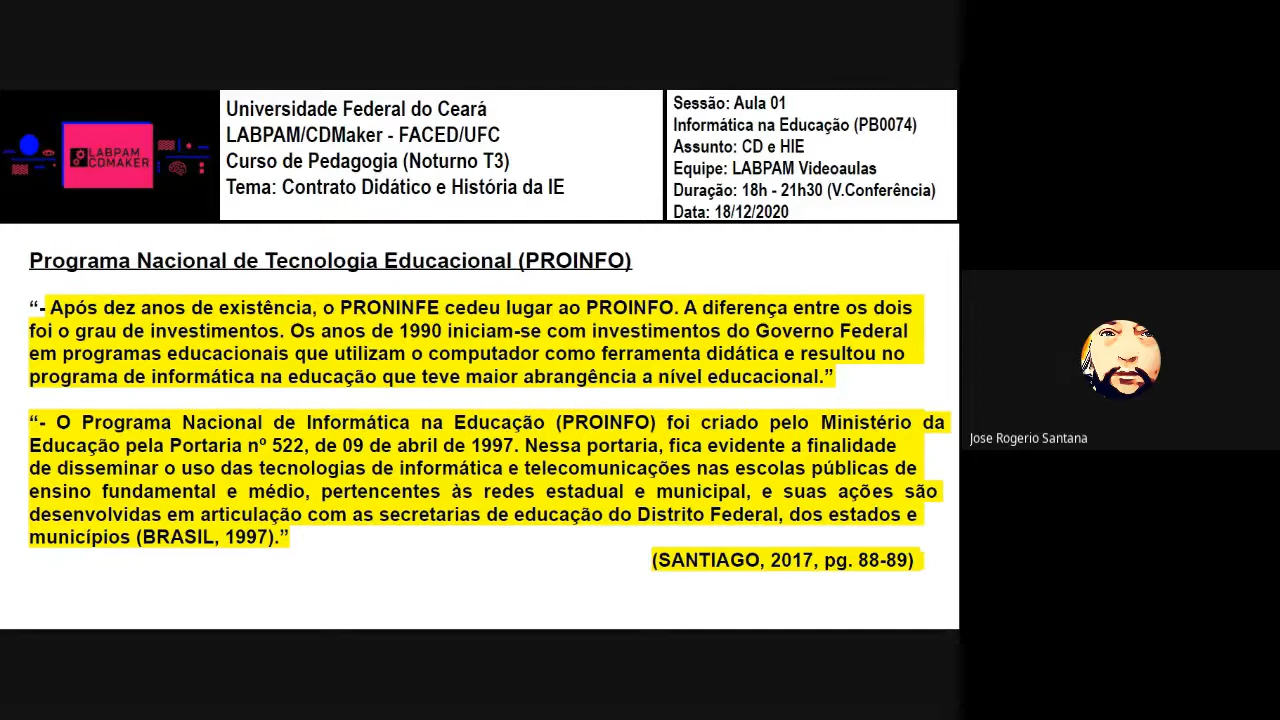 LABPAM
CDMAKER
Universidade Federal do Ceará
LABPAM/CDMaker - FACED/UFC
Curso de Pedagogia (Noturno T3)
Tema: Contrato Didático e História da IE
Sessão: Aula 01
Informática na Educação (PB0074)
Assunto: CD e HIE
Equipe: LABPAM Videoaulas
Duração: 18h - 21h30 (V.Conferência)
Data: 18/12/2020
Programa Nacional de Tecnologia Educacional (PROINFO)
“- Após dez anos de existência, o PRONINFE cedeu lugar ao PROINFO. A diferença entre os dois
foi o grau de investimentos. Os anos de 1990 iniciam-se com investimentos do Governo Federal
em programas educacionais que utilizam o computador como ferramenta didática e resultou no
programa de informática na educação que teve maior abrangência a nível educacional.”
“- O Programa Nacional de Informática na Educação (PROINFO) foi criado pelo Ministério da
Educação pela Portaria nº 522, de 09 de abril de 1997. Nessa portaria, fica evidente a finalidade
de disseminar o uso das tecnologias de informática e telecomunicações nas escolas públicas de
ensino fundamental e médio, pertencentes às redes estadual e municipal, e suas ações são
desenvolvidas em articulação com as secretarias de educação do Distrito Federal, dos estados e
municípios (BRASIL, 1997).”
(SANTIAGO, 2017, pg. 88-89)
Jose Rogerio Santana